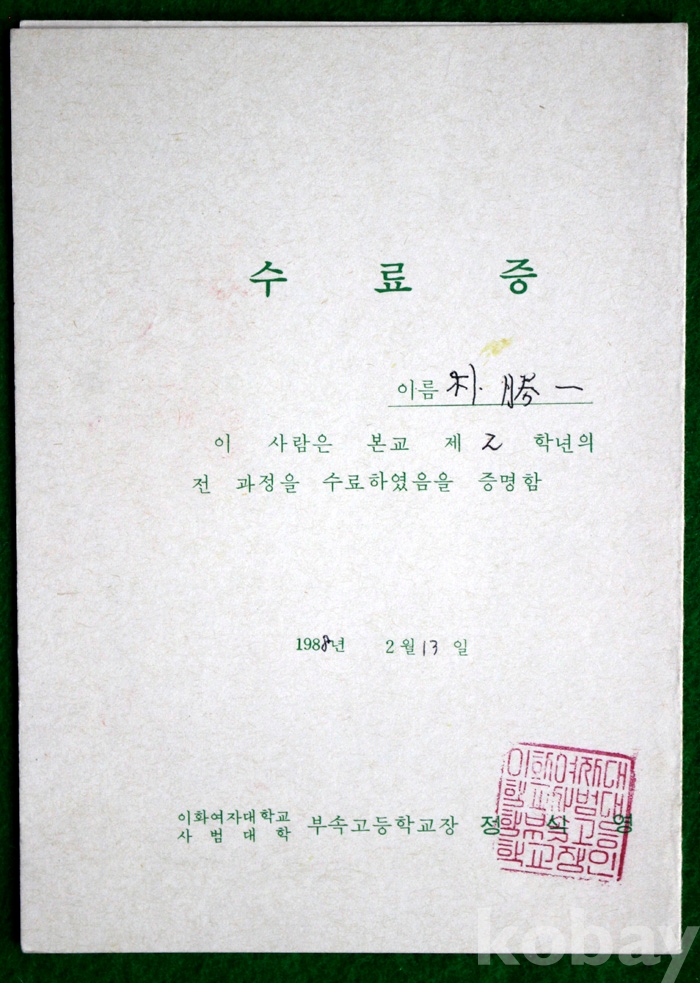 수 료 증
이름 朴 勝 一
이 사람은 본교 제 2 학년의
전 과정을 수료하였음을 증명함
1988년 2월 13일
이화여자대학교
사범대학 부속고등학교장 정 영
kobay